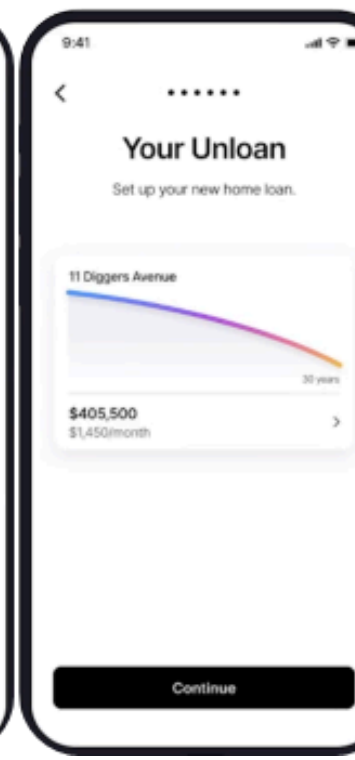 9:41
Your Unloan
Set up your new home loan.
11 Diggers Avenue
30 years
$405,500
$1,450/month
Continue